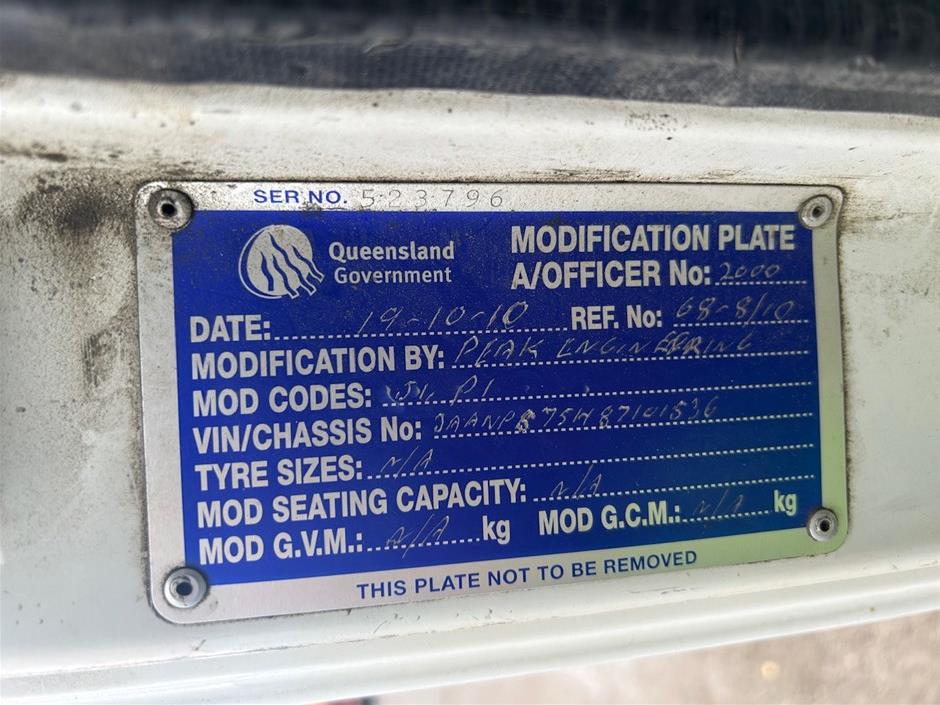 SER NO. 523796
Queensland Government
MODIFICATION PLATE
A/OFFICER No: 2000
DATE: 19-10-10 REF. No: 68-8/10
MODIFICATION BY: PEAK ENGINEERING
MOD CODES: P1
VIN/CHASSIS No:
TYRE SIZES: N/A
MOD SEATING CAPACITY: N/A
MOD G.V.M.: N/A kg MOD G.C.M.: N/A kg
THIS PLATE NOT TO BE REMOVED